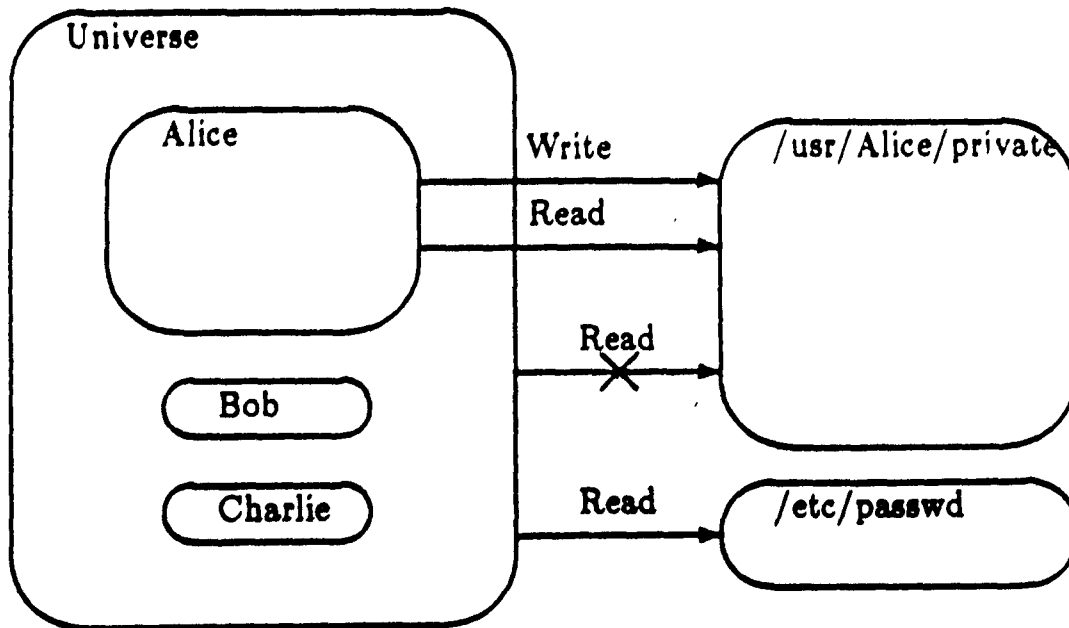 Universe
Alice
Write
/usr/Alice/private
Read
Read
Bob
Charlie
Read
/etc/passwd